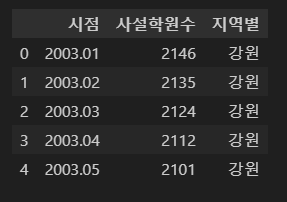 시점 사설학원수 지역별
0 2003.01 2146 강원
1 2003.02 2135 강원
2 2003.03 2124 강원
3 2003.04 2112 강원
4 2003.05 2101 강원